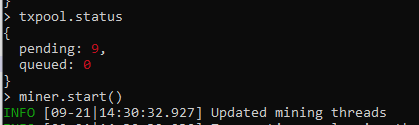 }
> txpool.status
{
  pending: 9,
  queued: 0
}
> miner.start()
INFO [09-21|14:30:32.927] Updated mining threads